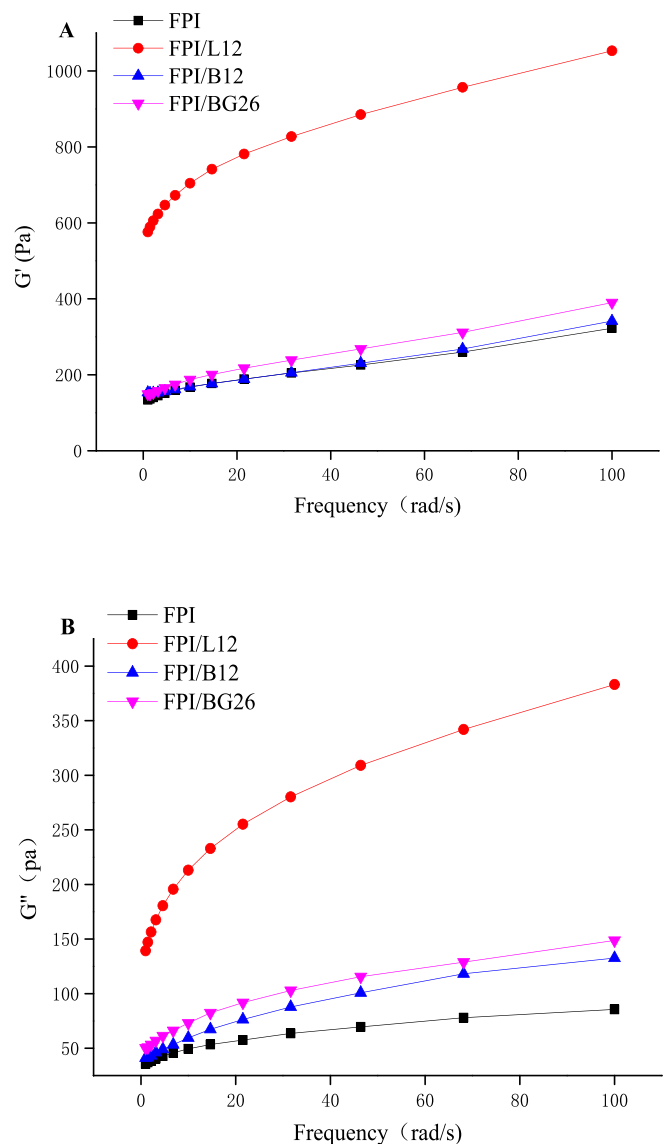 A
FPI
FPI/L12
FPI/B12
FPI/BG26
1000
800
600
400
200
0
G' (Pa)
0 20 40 60 80 100
Frequency（rad/s）
B
FPI
FPI/L12
FPI/B12
FPI/BG26
400
350
300
250
200
150
100
50
G''（pa）
0 20 40 60 80 100
Frequency（rad/s）